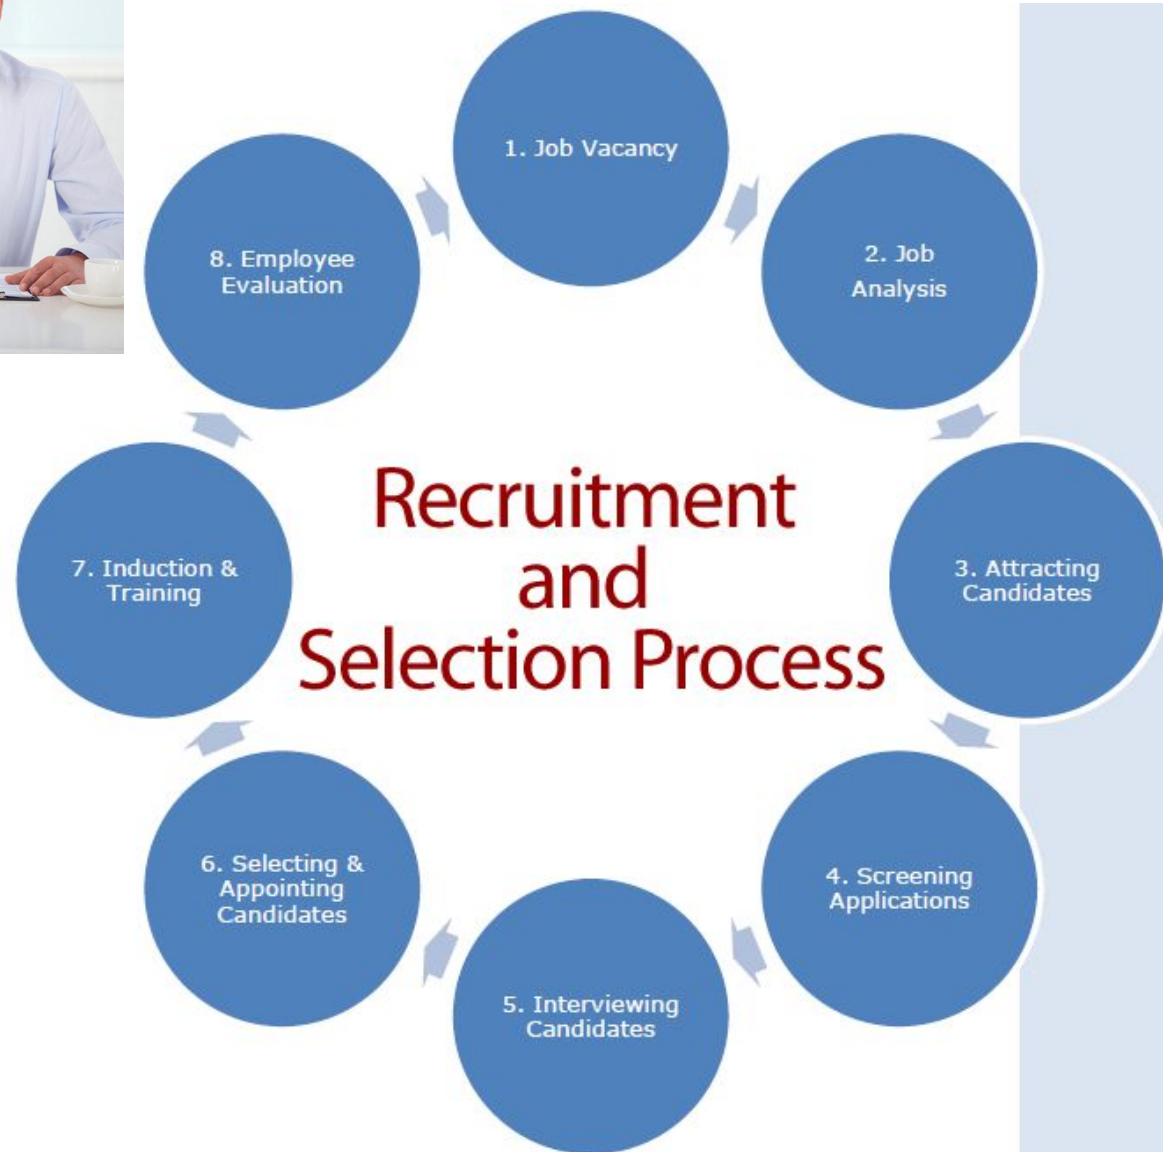 1. Job Vacancy
2. Job
Analysis
3. Attracting
Candidates
4. Screening
Applications
5. Interviewing
Candidates
6. Selecting &
Appointing
Candidates
7. Induction &
Training
8. Employee
Evaluation
Recruitment
and
Selection Process